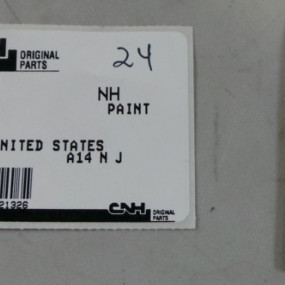 ORIGINAL
PARTS
24
NH
PAINT
NITED STATES
A14 N J
21326
CNH ORIGINAL
PARTS